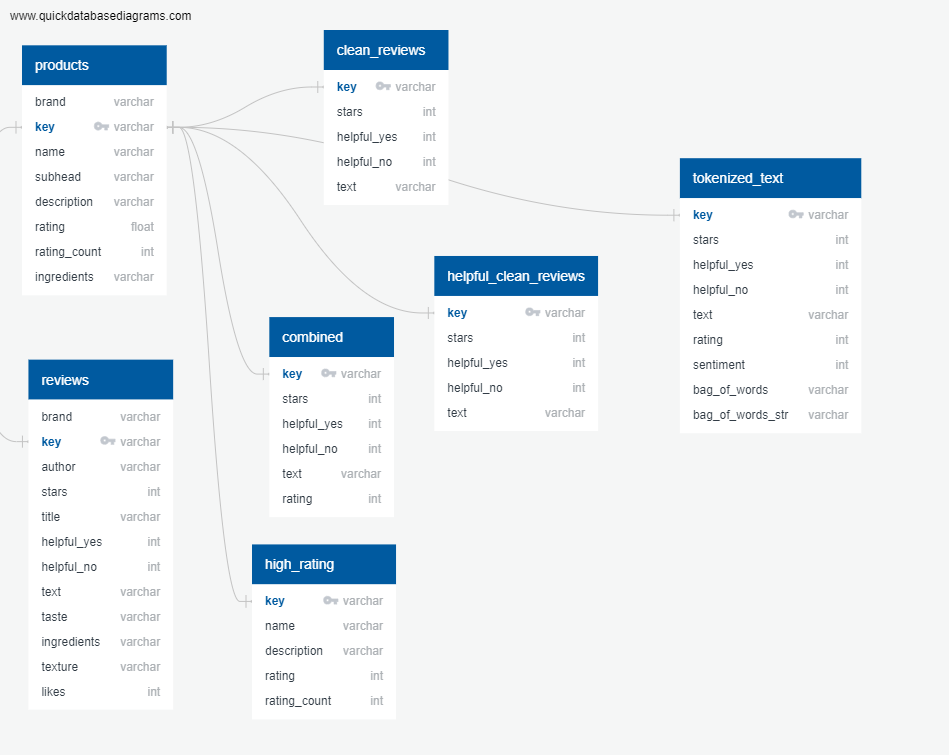 www.quickdatabasediagrams.com
products
brand varchar
key varchar
name varchar
subhead varchar
description varchar
rating float
rating_count int
ingredients varchar
clean_reviews
key varchar
stars int
helpful_yes int
helpful_no int
text varchar
tokenized_text
key varchar
stars int
helpful_yes int
helpful_no int
text varchar
rating int
sentiment int
bag_of_words varchar
bag_of_words_str varchar
helpful_clean_reviews
key varchar
stars int
helpful_yes int
helpful_no int
text varchar
combined
key varchar
stars int
helpful_yes int
helpful_no int
text varchar
rating int
reviews
brand varchar
key varchar
author varchar
stars int
title varchar
helpful_yes int
helpful_no int
text varchar
taste varchar
ingredients varchar
texture varchar
likes int
high_rating
key varchar
name varchar
description varchar
rating int
rating_count int